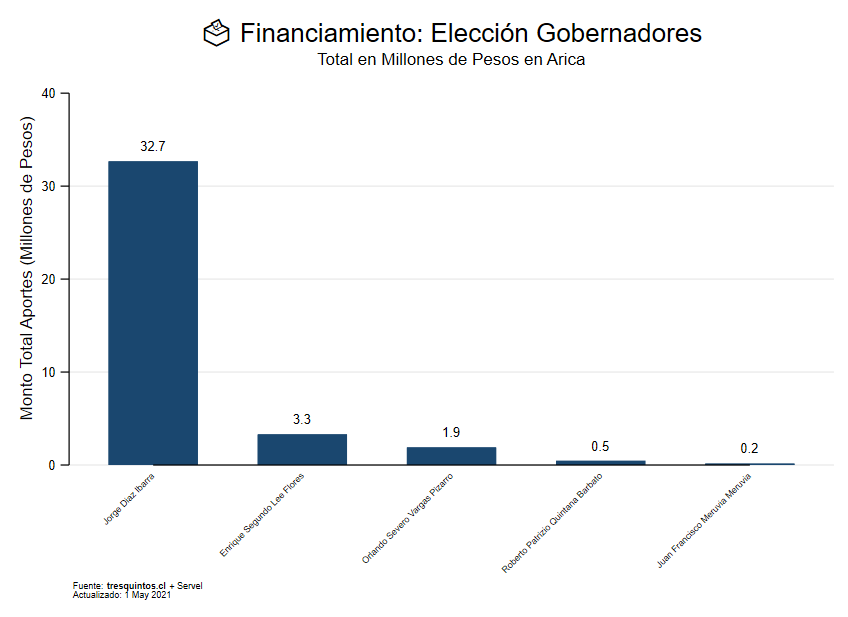 Financiamiento: Elección Gobernadores
Total en Millones de Pesos en Arica
Monto Total Aportes (Millones de Pesos)
40
30
20
10
0
32.7
3.3
1.9
0.5
0.2
Jorge Diaz Ibarra
Enrique Segundo Lee Flores
Orlando Severo Vargas Pizarro
Roberto Patrizio Quintana Barbato
Juan Francisco Meruvia Meruvia
Fuente: tresquintos.cl + Servel
Actualizado: 1 May 2021